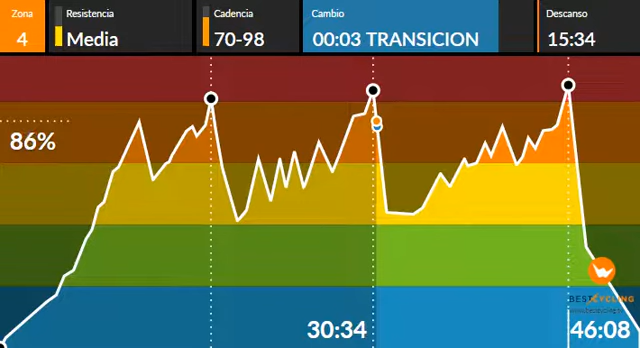 Zona
4
Resistencia
Media
Cadencia
70-98
Cambio
00:03 TRANSICION
Descanso
15:34
86%
BESTCYCLING
30:34
46:08